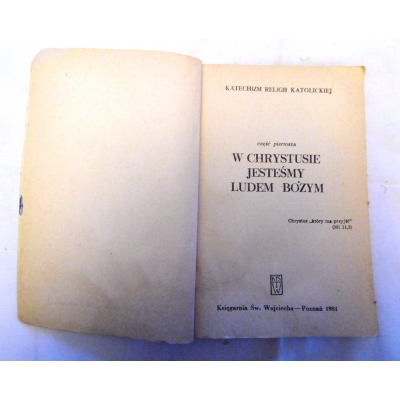 KATECHIZM RELIGII KATOLICKIEJ
część pierwsza
W CHRYSTUSIE
JESTEŚMY
LUDEM BOŻYM
Chrystus „który ma przyjść"
(Mt 11,3)
Księgarnia Św. Wojciecha — Poznań 1981